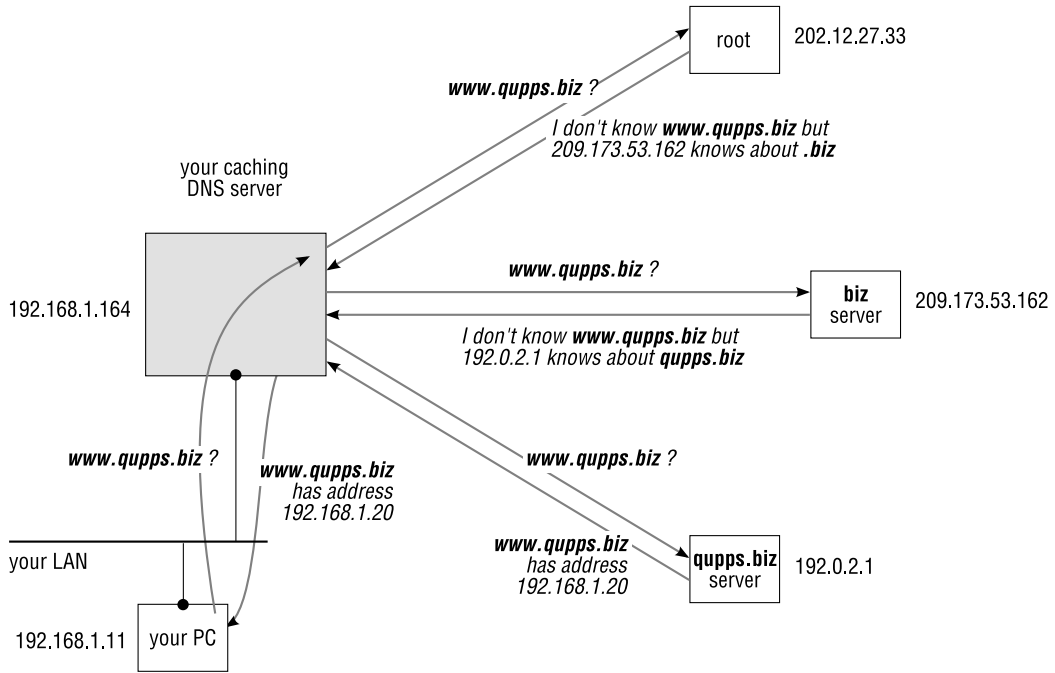 root
202.12.27.33
www.qupps.biz ?
I don't know www.qupps.biz but
209.173.53.162 knows about .biz
your caching
DNS server
192.168.1.164
www.qupps.biz ?
biz
server
209.173.53.162
I don't know www.qupps.biz but
192.0.2.1 knows about qupps.biz
www.qupps.biz ?
www.qupps.biz
has address
192.168.1.20
www.qupps.biz ?
www.qupps.biz
has address
192.168.1.20
qupps.biz
server
192.0.2.1
your LAN
192.168.1.11
your PC